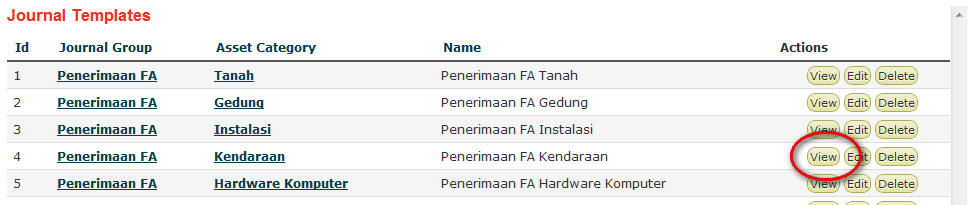 Journal Templates
Id Journal Group Asset Category Name Actions
1 Penerimaan FA Tanah Penerimaan FA Tanah View Edit Delete
2 Penerimaan FA Gedung Penerimaan FA Gedung View Edit Delete
3 Penerimaan FA Instalasi Penerimaan FA Instalasi View Edit Delete
4 Penerimaan FA Kendaraan Penerimaan FA Kendaraan View Edit Delete
5 Penerimaan FA Hardware Komputer Penerimaan FA Hardware Komputer View Edit Delete